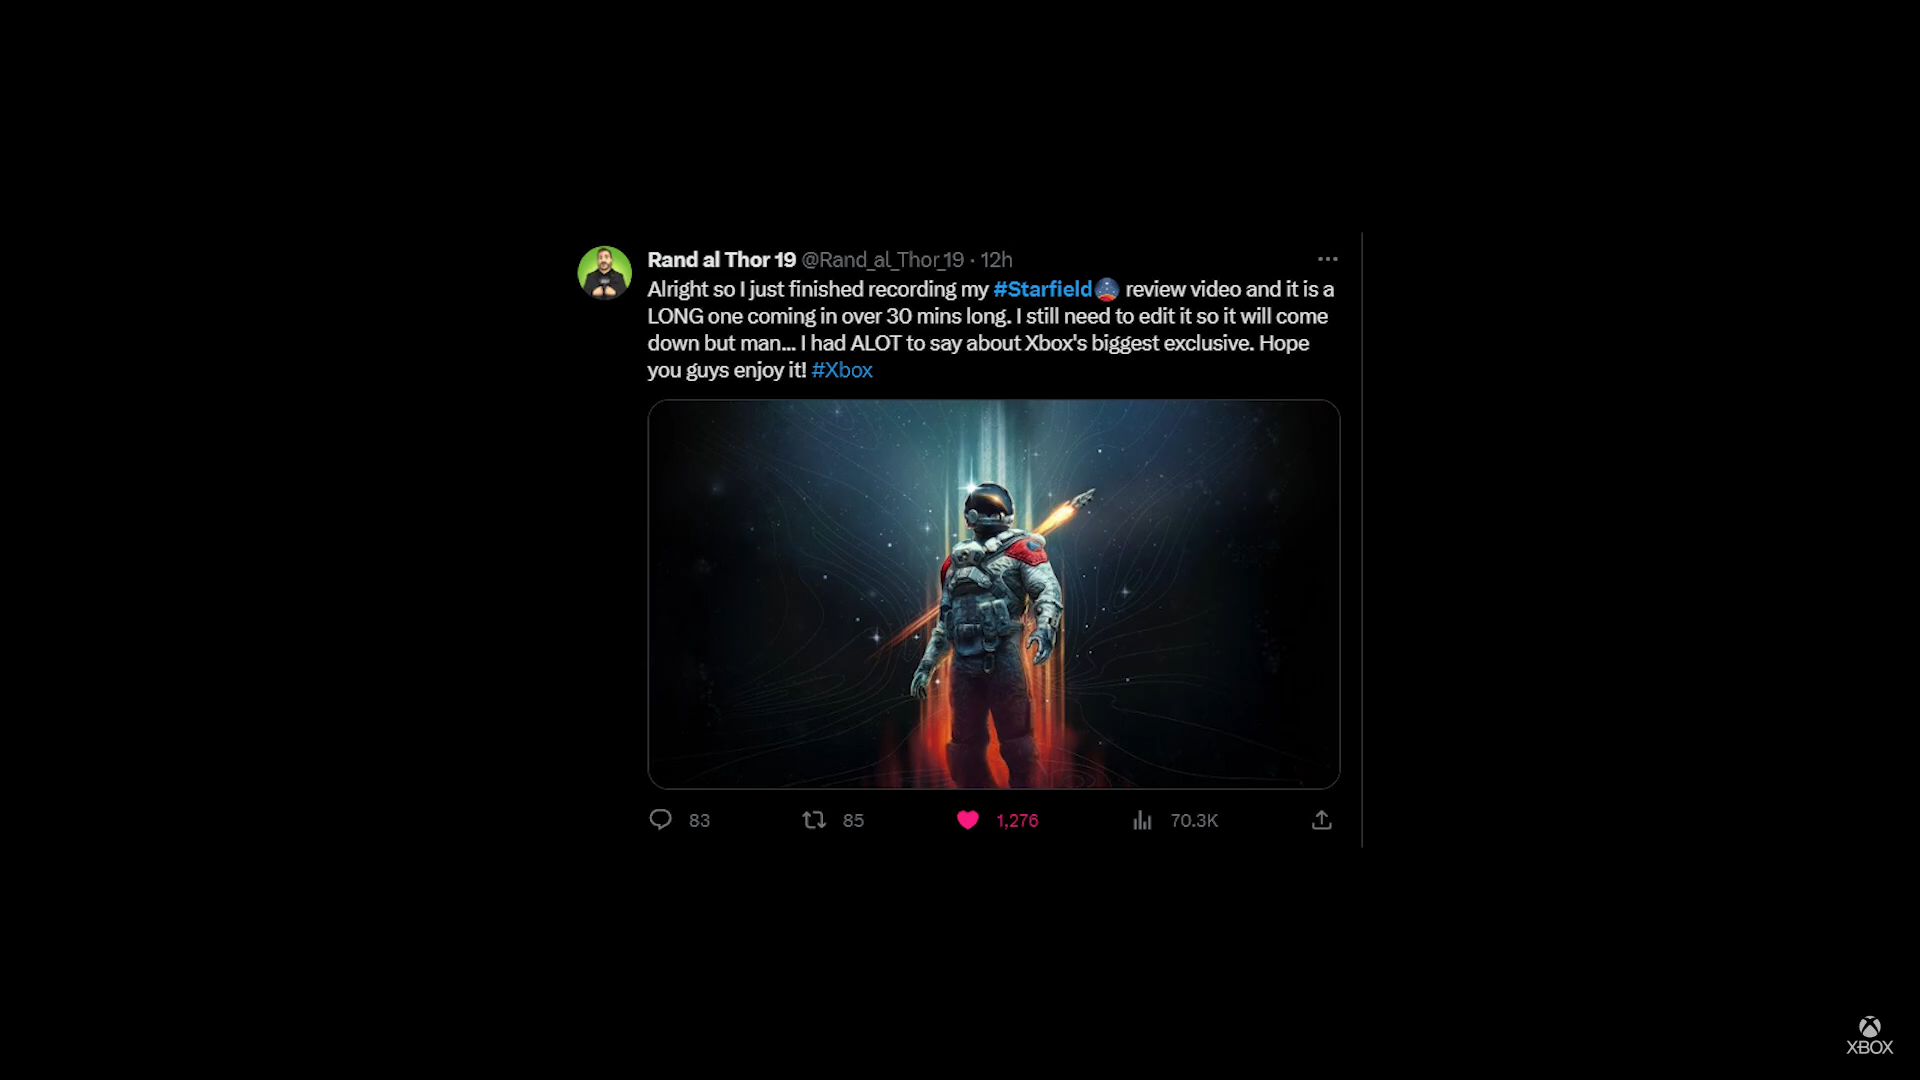 Rand al Thor 19 @Rand_al_Thor_19 · 12h
Alright so I just finished recording my #Starfield review video and it is a
LONG one coming in over 30 mins long. I still need to edit it so it will come
down but man... I had ALOT to say about Xbox's biggest exclusive. Hope
you guys enjoy it! #Xbox
83 85 1,276 70.3K
XBOX